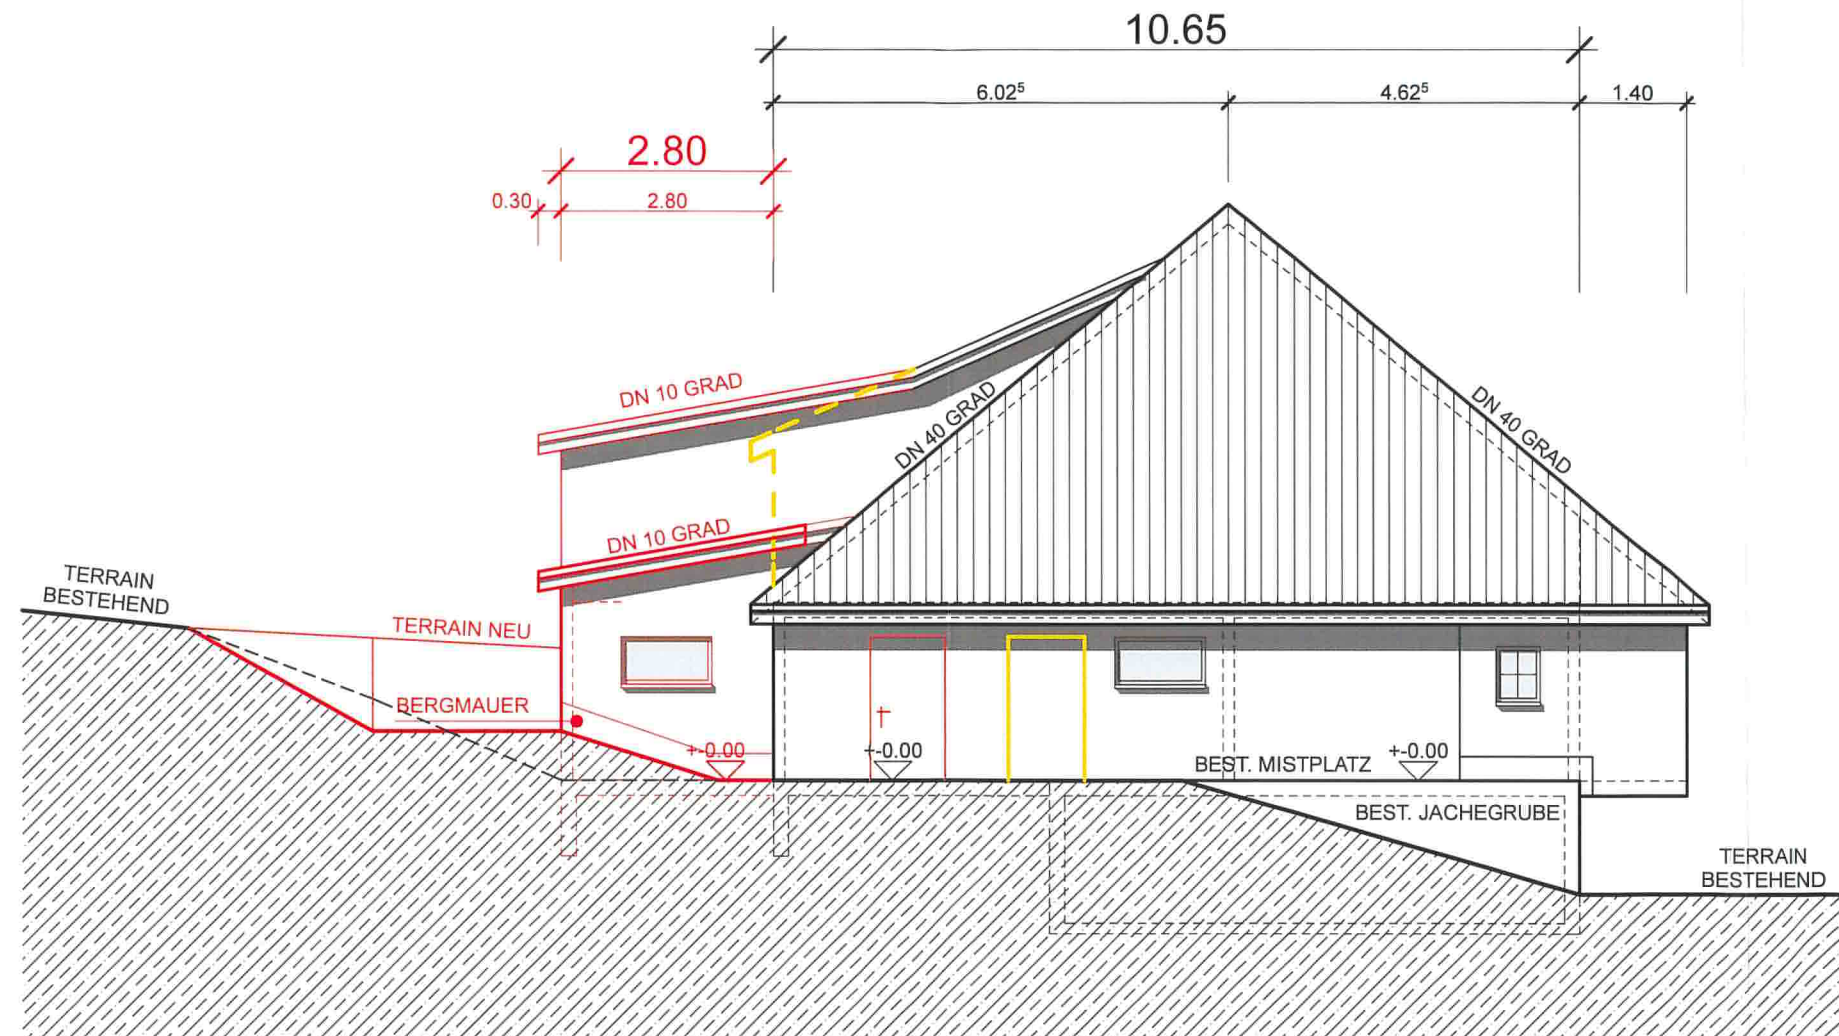 10.65
6.02⁵
4.62⁵
1.40
2.80
0.30
2.80
DN 10 GRAD
DN 40 GRAD
DN 40 GRAD
DN 10 GRAD
TERRAIN
BESTEHEND
TERRAIN NEU
BERGMAUER
+-0.00
+-0.00
+-0.00
BEST. MISTPLATZ
BEST. JACHEGRUBE
TERRAIN
BESTEHEND